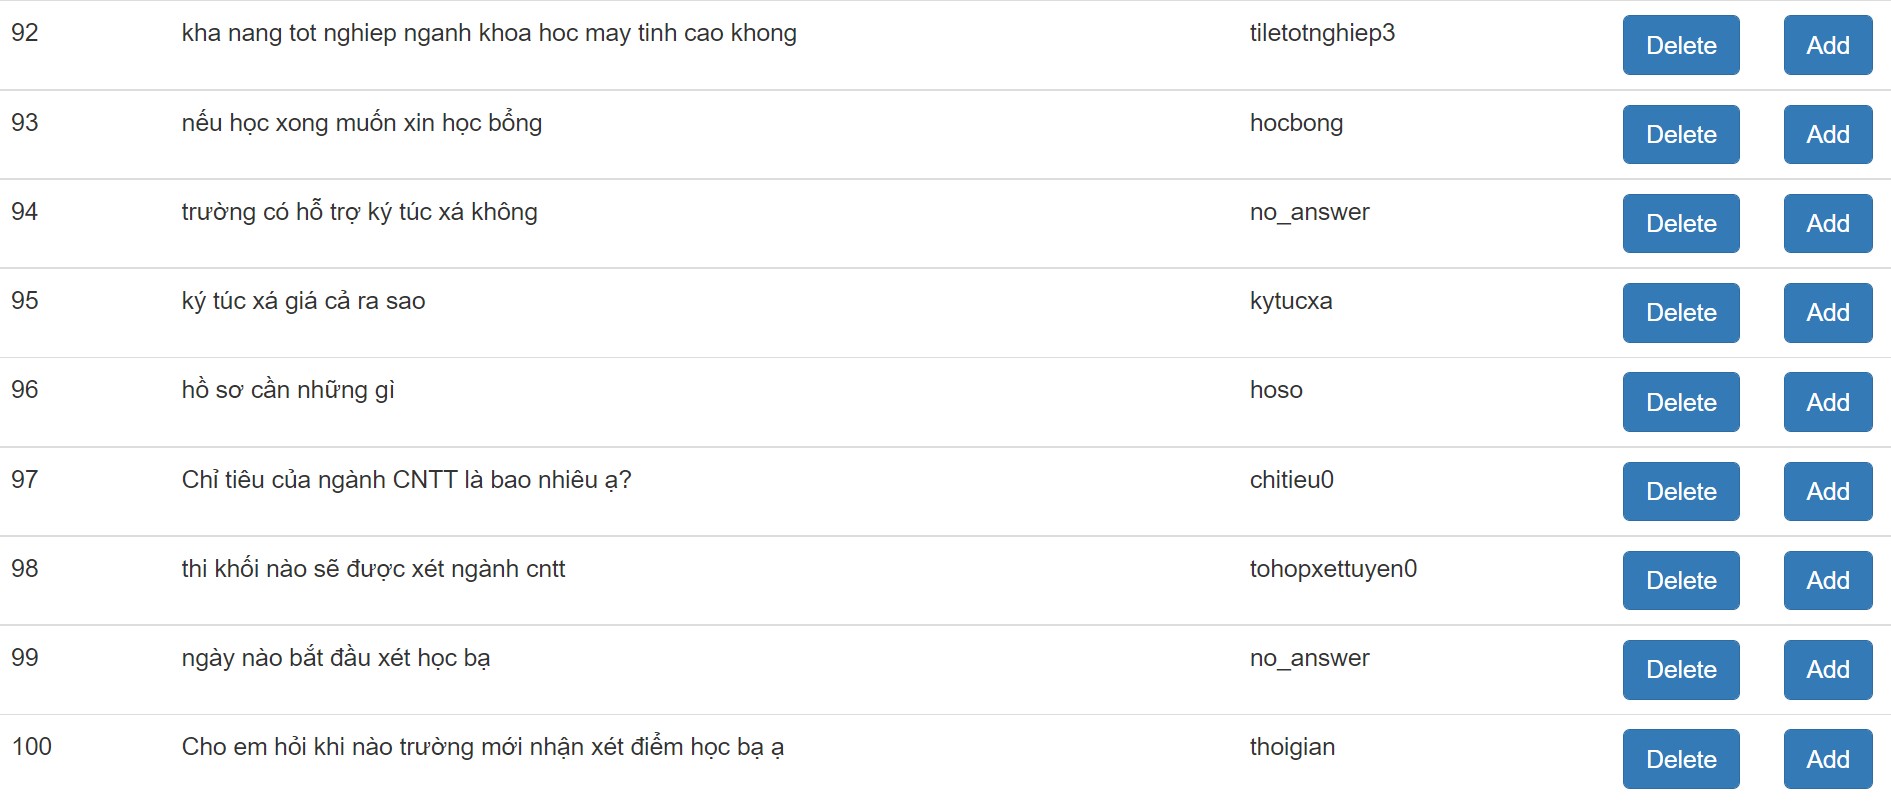 92 kha nang tot nghiep nganh khoa hoc may tinh cao khong tiletotnghiep3 Delete Add
93 nếu học xong muốn xin học bổng hocbong Delete Add
94 trường có hỗ trợ ký túc xá không no_answer Delete Add
95 ký túc xá giá cả ra sao kytucxa Delete Add
96 hồ sơ cần những gì hoso Delete Add
97 Chỉ tiêu của ngành CNTT là bao nhiêu ạ? chitieu0 Delete Add
98 thi khối nào sẽ được xét ngành cntt tohopxettuyen0 Delete Add
99 ngày nào bắt đầu xét học bạ no_answer Delete Add
100 Cho em hỏi khi nào trường mới nhận xét điểm học bạ ạ thoigian Delete Add